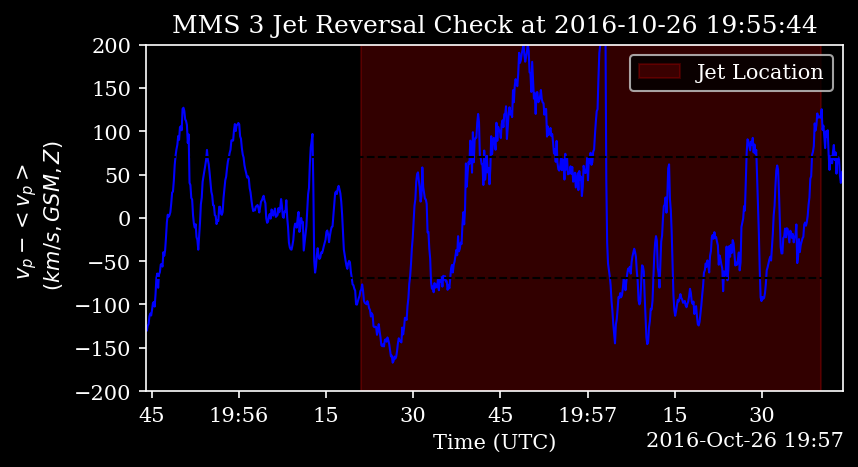 MMS 3 Jet Reversal Check at 2016-10-26 19:55:44
200
150
100
50
0
−50
−100
−150
−200
v_p − < v_p >
(km/s, GSM, Z)
Jet Location
45 19:56 15 30 45 19:57 15 30
Time (UTC)
2016-Oct-26 19:57